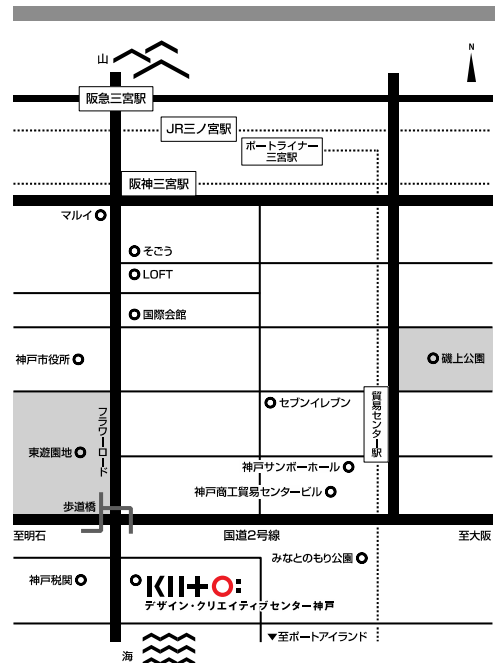 山
N
阪急三宮駅
JR三ノ宮駅
ポートライナー
三宮駅
阪神三宮駅
マルイ
そごう
LOFT
国際会館
神戸市役所
磯上公園
フラワーロード
セブンイレブン
貿易センター駅
東遊園地
神戸サンボーホール
神戸商工貿易センタービル
歩道橋
至明石
国道2号線
至大阪
みなとのもり公園
神戸税関
KIITO:
デザイン・クリエイティブセンター神戸
▼至ポートアイランド
海